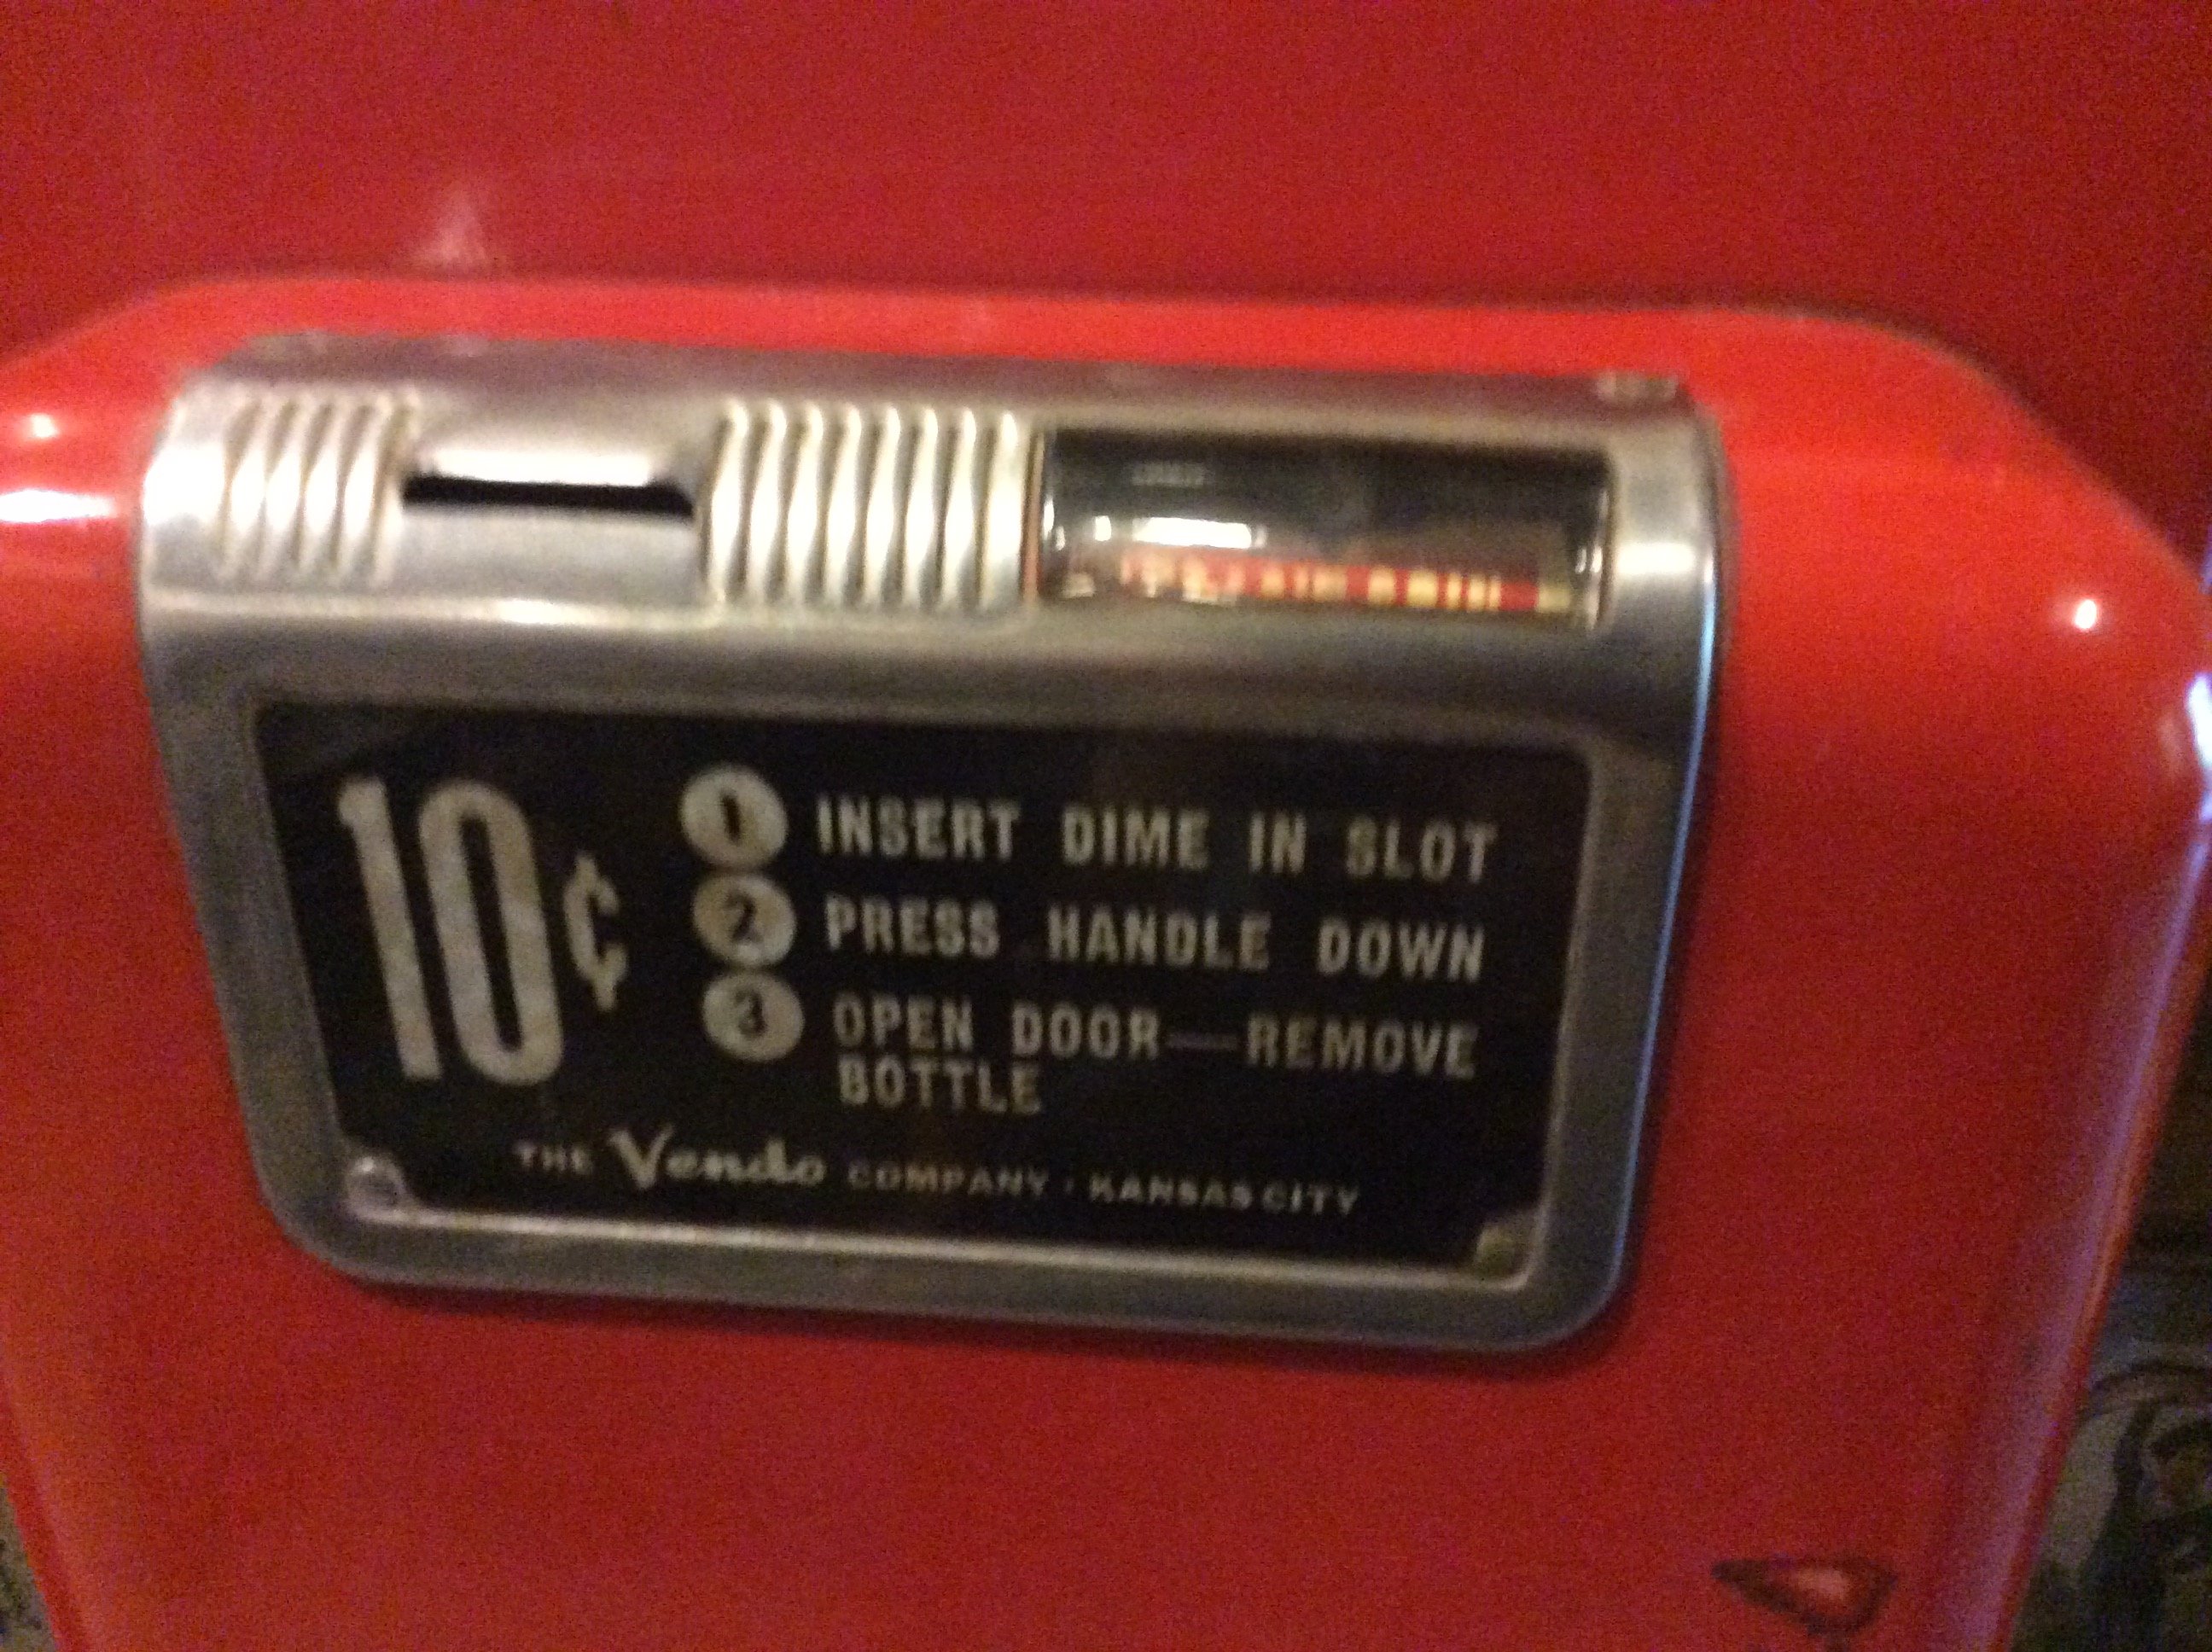 10¢
1 INSERT DIME IN SLOT
2 PRESS HANDLE DOWN
3 OPEN DOOR—REMOVE
BOTTLE
THE Vendo COMPANY · KANSAS CITY